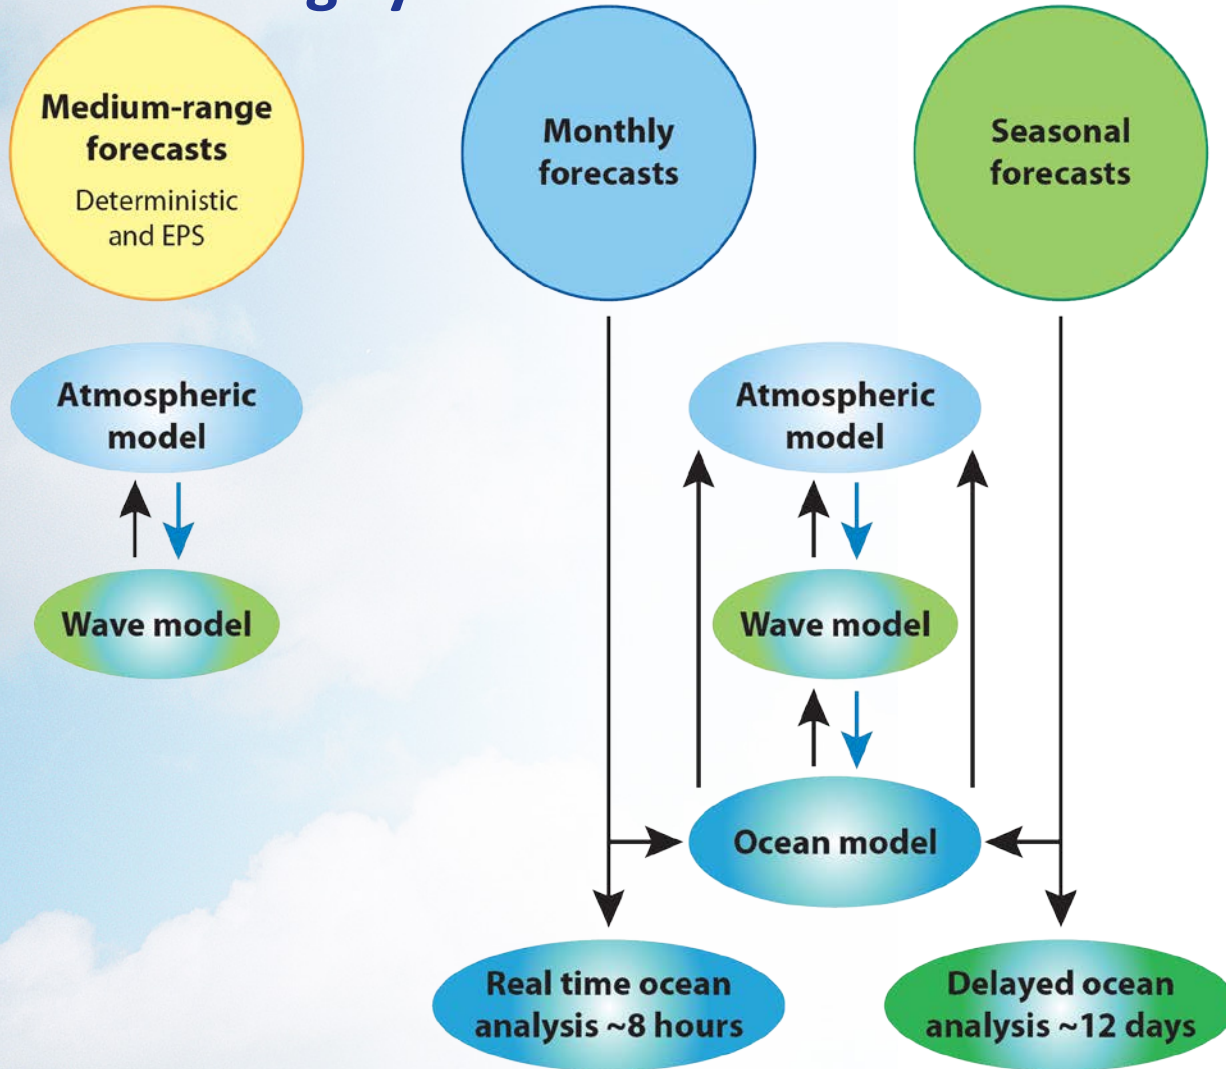 Medium-range
forecasts
Deterministic
and EPS
Monthly
forecasts
Seasonal
forecasts
Atmospheric
model
Wave model
Atmospheric
model
Wave model
Ocean model
Real time ocean
analysis ~8 hours
Delayed ocean
analysis ~12 days